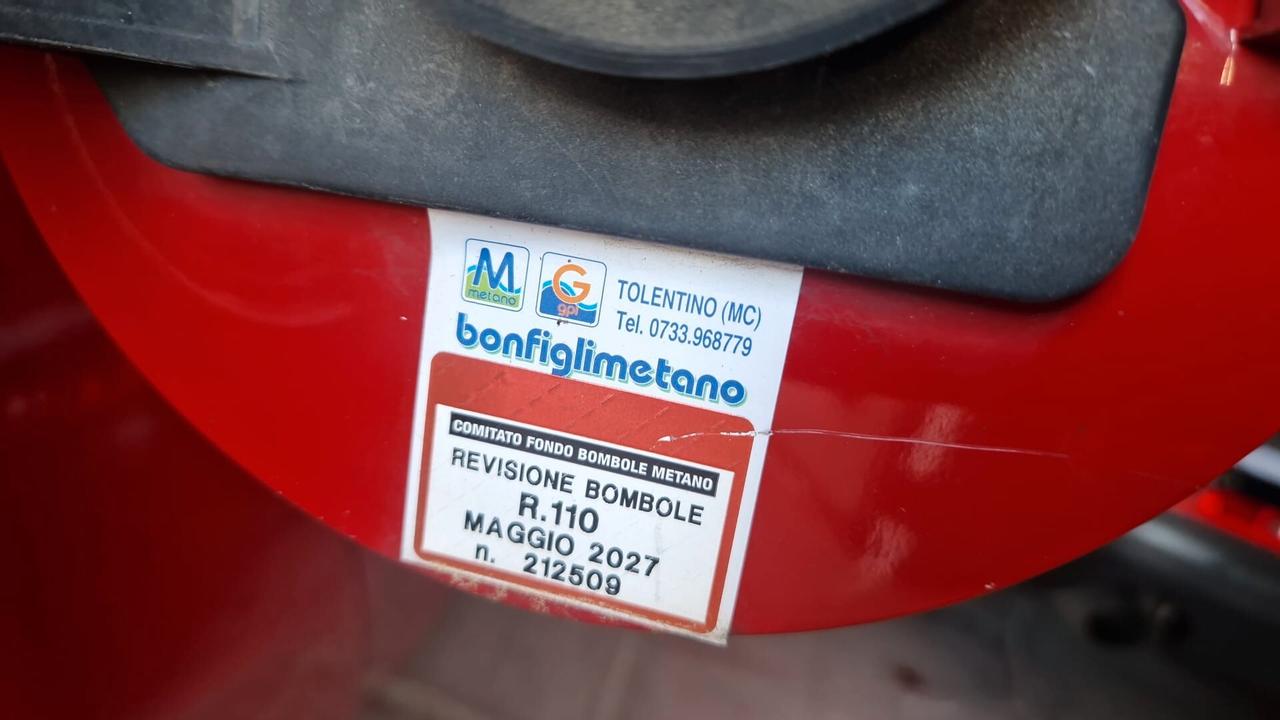 M
metano
G
gpl
TOLENTINO (MC)
Tel. 0733.968779
bonfiglimetano
COMITATO FONDO BOMBOLE METANO
REVISIONE BOMBOLE
R.110
MAGGIO 2027
n. 212509